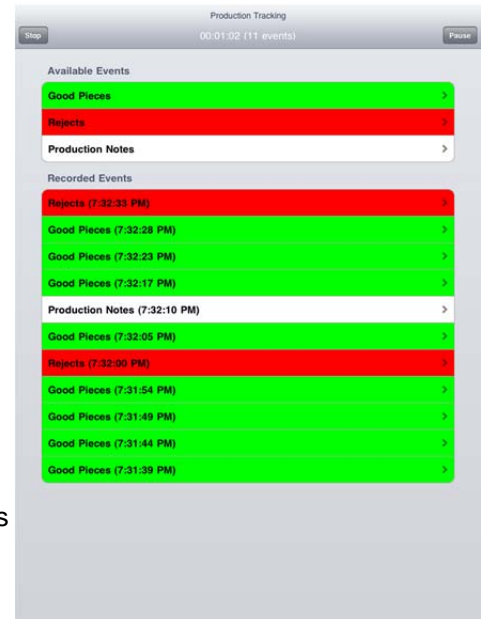 Production Tracking
Stop
00:01:02 (11 events)
Pause
Available Events
Good Pieces
Rejects
Production Notes
Recorded Events
Rejects (7:32:33 PM)
Good Pieces (7:32:28 PM)
Good Pieces (7:32:23 PM)
Good Pieces (7:32:17 PM)
Production Notes (7:32:10 PM)
Good Pieces (7:32:05 PM)
Rejects (7:32:00 PM)
Good Pieces (7:31:54 PM)
Good Pieces (7:31:49 PM)
Good Pieces (7:31:44 PM)
Good Pieces (7:31:39 PM)
s